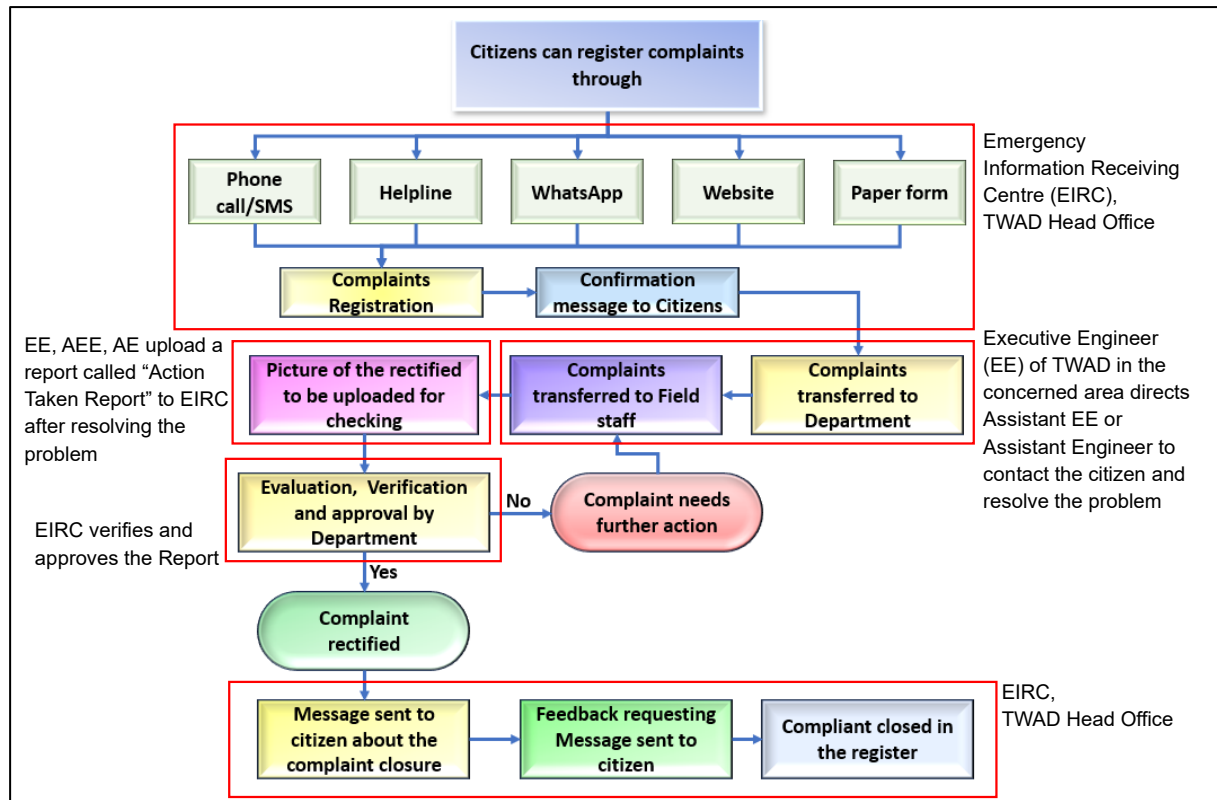 Citizens can register complaints
through
Emergency
Information Receiving
Centre (EIRC),
TWAD Head Office
Phone
call/SMS
Helpline
WhatsApp
Website
Paper form
Complaints
Registration
Confirmation
message to Citizens
EE, AEE, AE upload a
report called “Action
Taken Report” to EIRC
after resolving the
problem
Picture of the rectified
to be uploaded for
checking
Complaints
transferred to Field
staff
Complaints
transferred to
Department
Executive Engineer
(EE) of TWAD in the
concerned area directs
Assistant EE or
Assistant Engineer to
contact the citizen and
resolve the problem
EIRC verifies and
approves the Report
Evaluation, Verification
and approval by
Department
No
Complaint needs
further action
Yes
Complaint
rectified
EIRC,
TWAD Head Office
Message sent to
citizen about the
complaint closure
Feedback requesting
Message sent to
citizen
Compliant closed in
the register